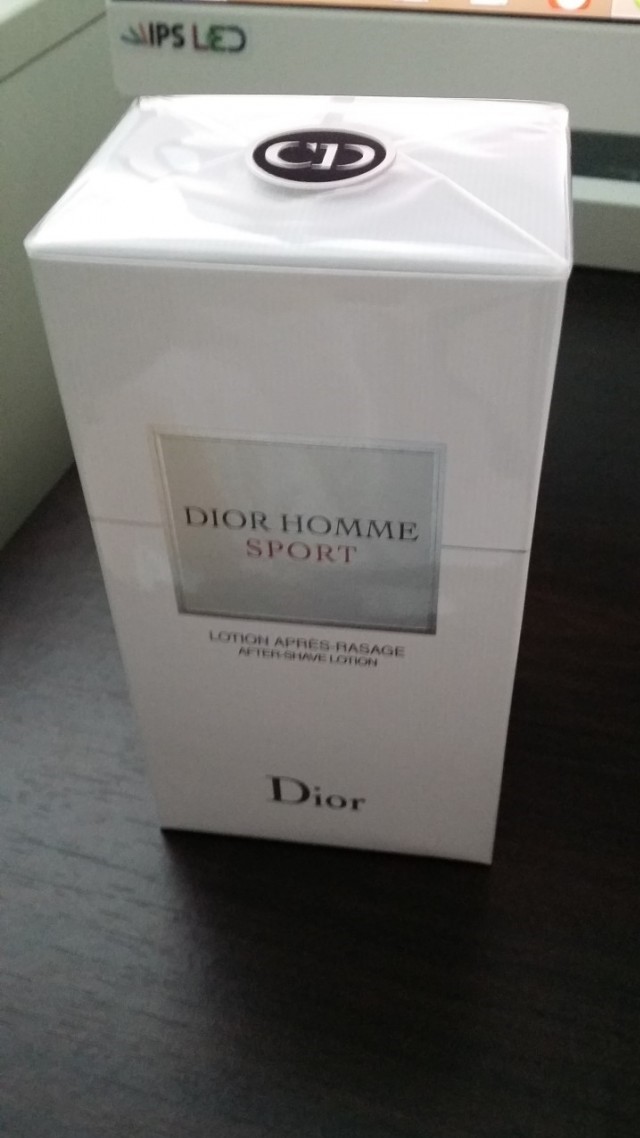 IPS LED
CD
DIOR HOMME
SPORT
LOTION APRÈS-RASAGE
AFTER-SHAVE LOTION
Dior